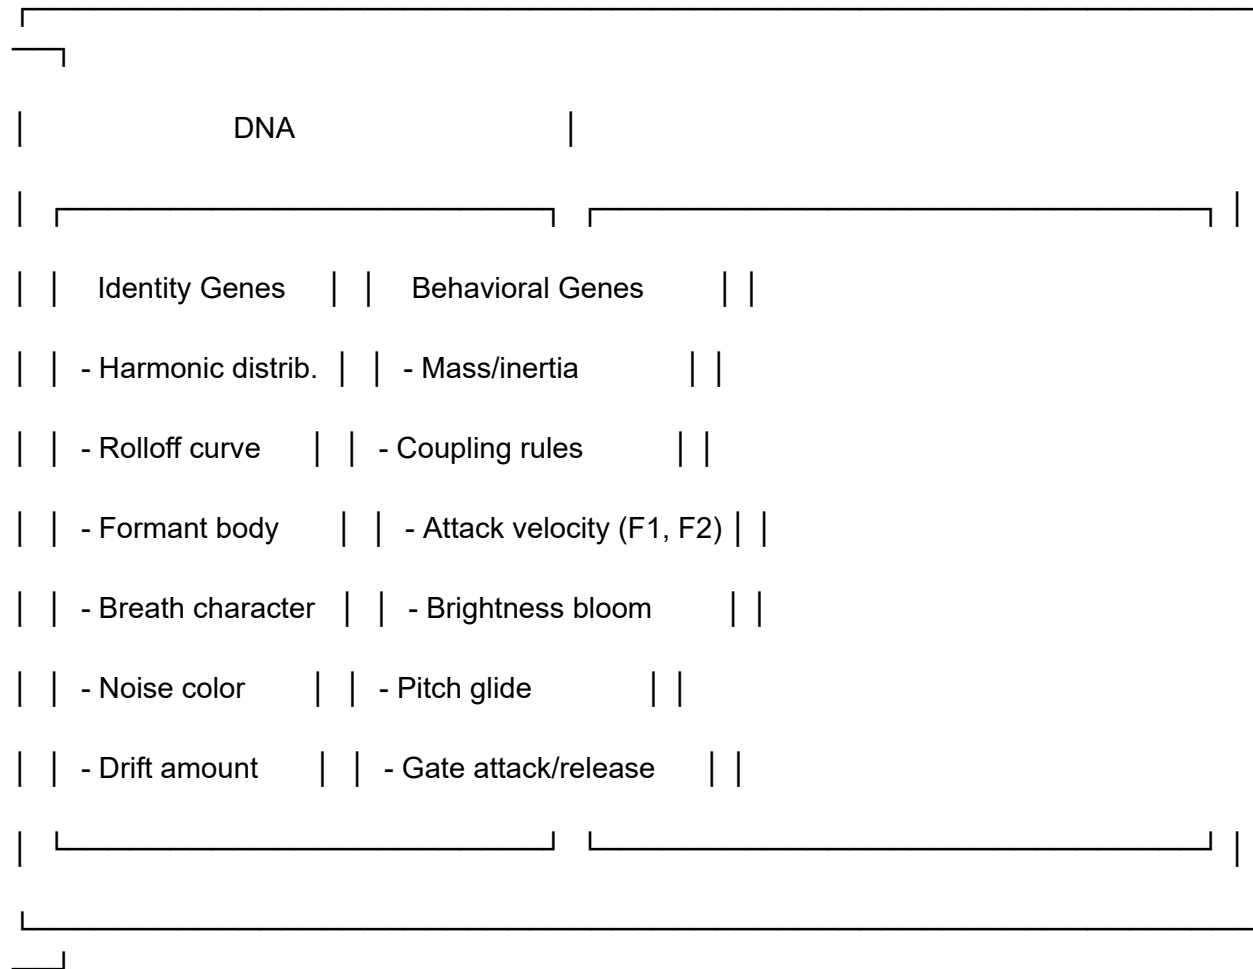 DNA
Identity Genes Behavioral Genes
- Harmonic distrib. - Mass/inertia
- Rolloff curve - Coupling rules
- Formant body - Attack velocity (F1, F2)
- Breath character - Brightness bloom
- Noise color - Pitch glide
- Drift amount - Gate attack/release